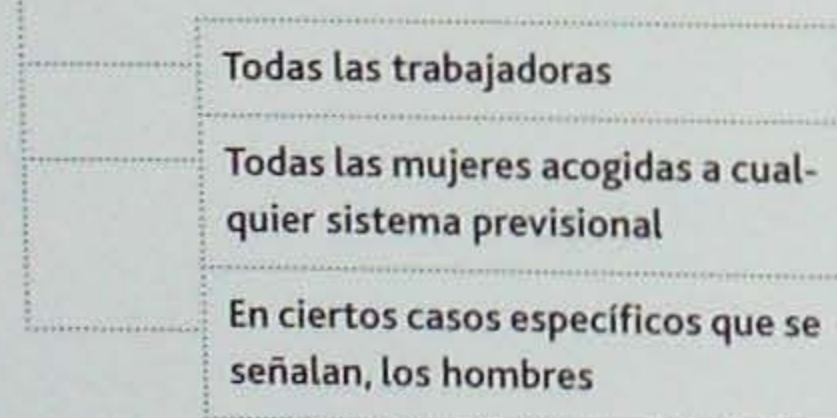 Todas las trabajadoras
Todas las mujeres acogidas a cual-
quier sistema previsional
En ciertos casos específicos que se
señalan, los hombres